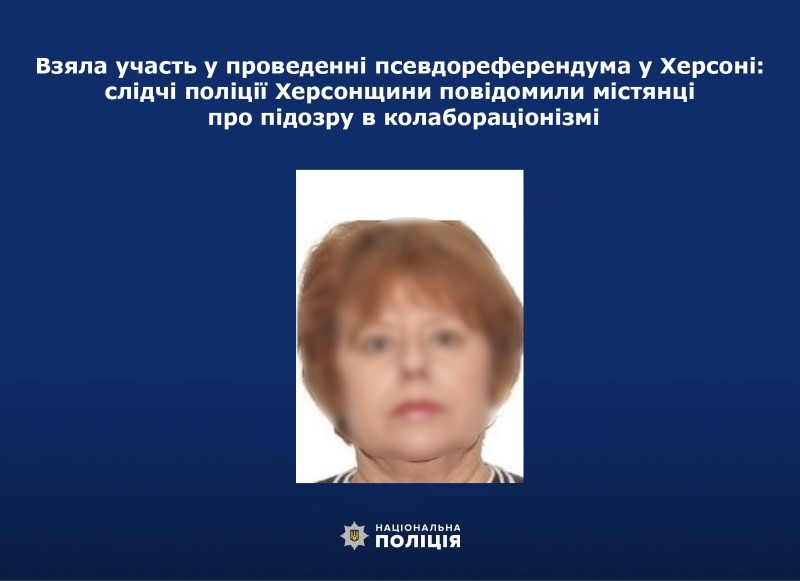 Взяла участь у проведенні псевдореферендума у Херсоні:
слідчі поліції Херсонщини повідомили містянці
про підозру в колабораціонізмі
НАЦІОНАЛЬНА
ПОЛІЦІЯ